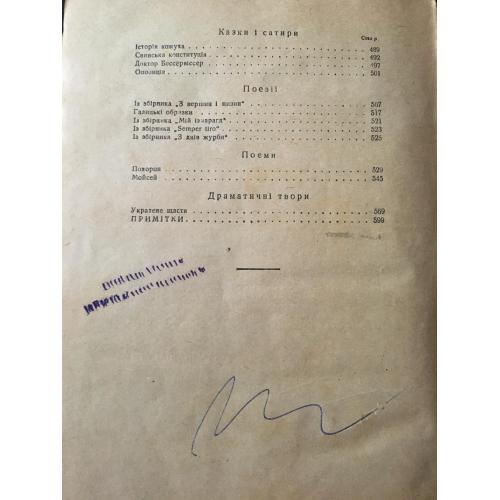 Казки і сатири
Стор.
Історія кожуха 489
Свинська конституція 492
Доктор Бессервіссер 497
Опозиція 501
Поезії
Із збірника „З вершин і низин" 507
Галицькі образки 517
Із збірника „Мій ізмарагд" 521
Із збірника „Semper tiro" 523
Із збірника „З днів журби" 525
Поеми
Похорон 529
Мойсей 545
Драматичні твори
Украдене щастя 569
ПРИМІТКИ 599